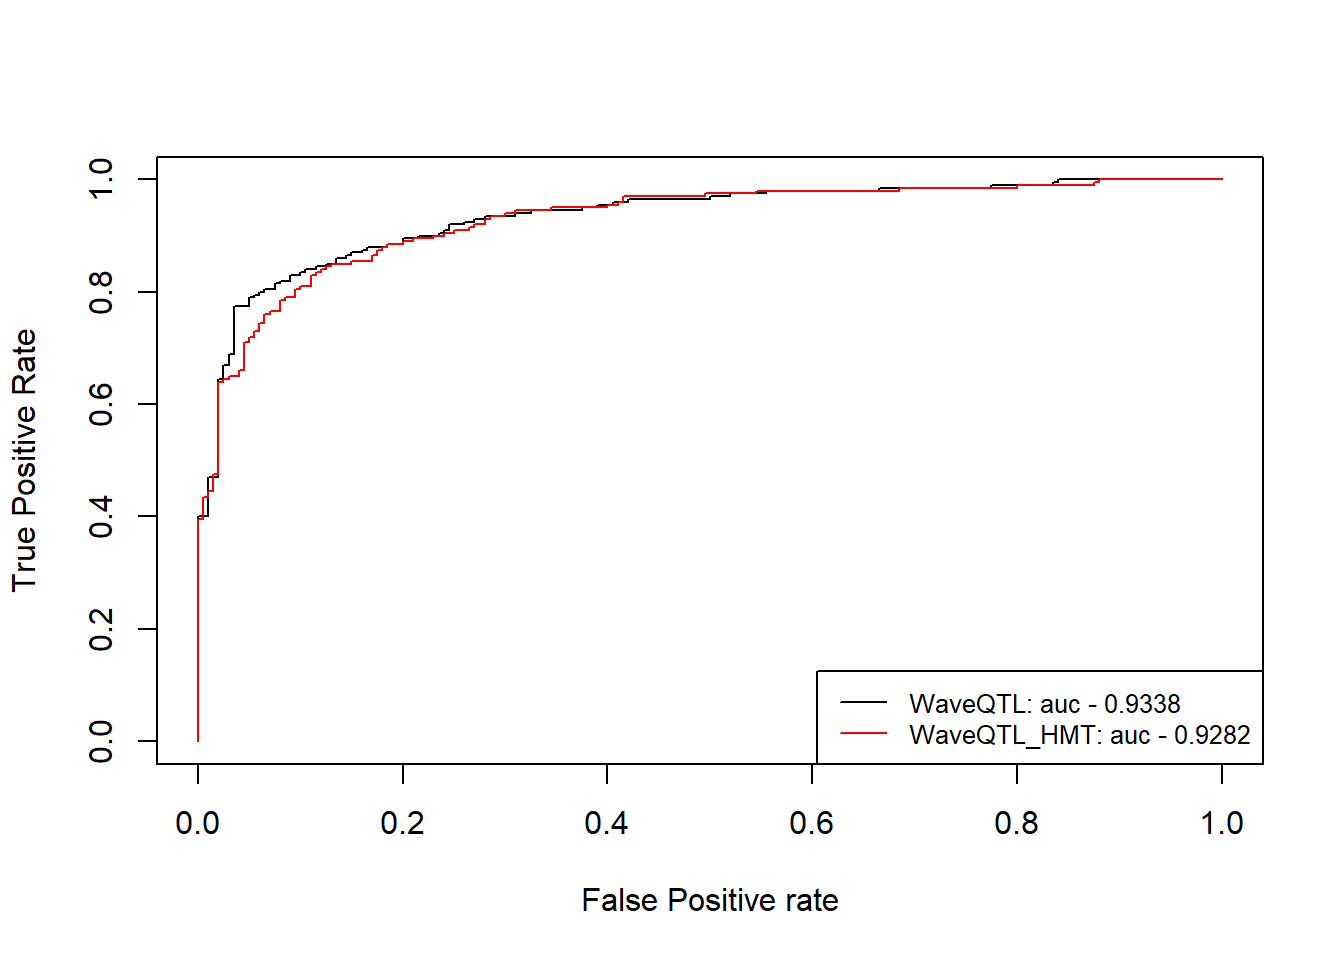 True Positive Rate
1.0
0.8
0.6
0.4
0.2
0.0
WaveQTL: auc - 0.9338
WaveQTL_HMT: auc - 0.9282
0.0 0.2 0.4 0.6 0.8 1.0
False Positive rate